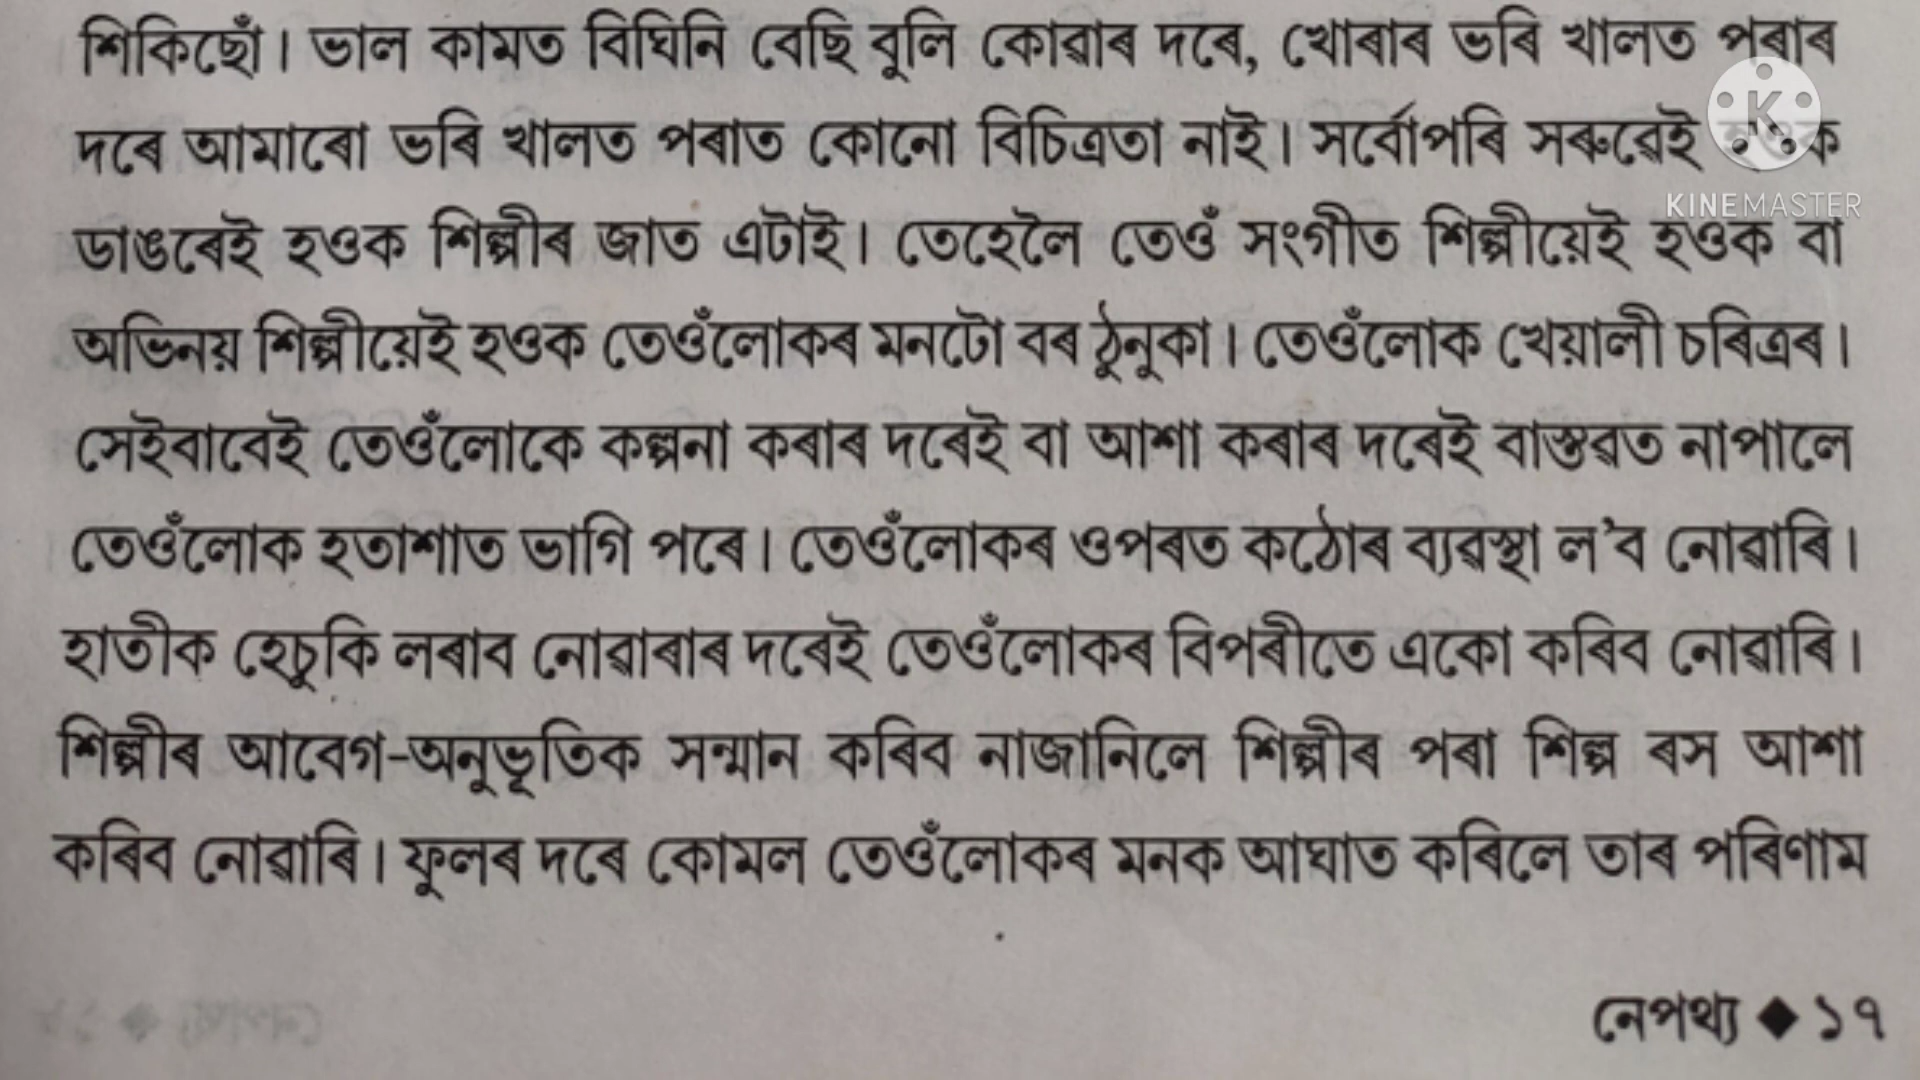 শিকিছোঁ। ভাল কামত বিঘিনি বেছি বুলি কোৱাৰ দৰে, খোৰাৰ ভৰি খালত পৰাৰ
দৰে আমাৰো ভৰি খালত পৰাত কোনো বিচিত্ৰতা নাই। সৰ্বোপৰি সৰুৱেই
ডাঙৰেই হওক শিল্পীৰ জাত এটাই। তেহেলৈ তেওঁ সংগীত শিল্পীয়েই হওক বা
অভিনয় শিল্পীয়েই হওক তেওঁলোকৰ মনটো বৰ ঠুনুকা। তেওঁলোক খেয়ালী চৰিত্ৰৰ।
সেইবাবেই তেওঁলোকে কল্পনা কৰাৰ দৰেই বা আশা কৰাৰ দৰেই বাস্তৱত নাপালে
তেওঁলোক হতাশাত ভাগি পৰে। তেওঁলোকৰ ওপৰত কঠোৰ ব্যৱস্থা ল’ব নোৱাৰি।
হাতীক হেচুকি লৰাব নোৱাৰাৰ দৰেই তেওঁলোকৰ বিপৰীতে একো কৰিব নোৱাৰি।
শিল্পীৰ আবেগ-অনুভূতিক সন্মান কৰিব নাজানিলে শিল্পীৰ পৰা শিল্প ৰস আশা
কৰিব নোৱাৰি। ফুলৰ দৰে কোমল তেওঁলোকৰ মনক আঘাত কৰিলে তাৰ পৰিণাম
নেপথ্য ◆ ১৭
K
KINEMASTER